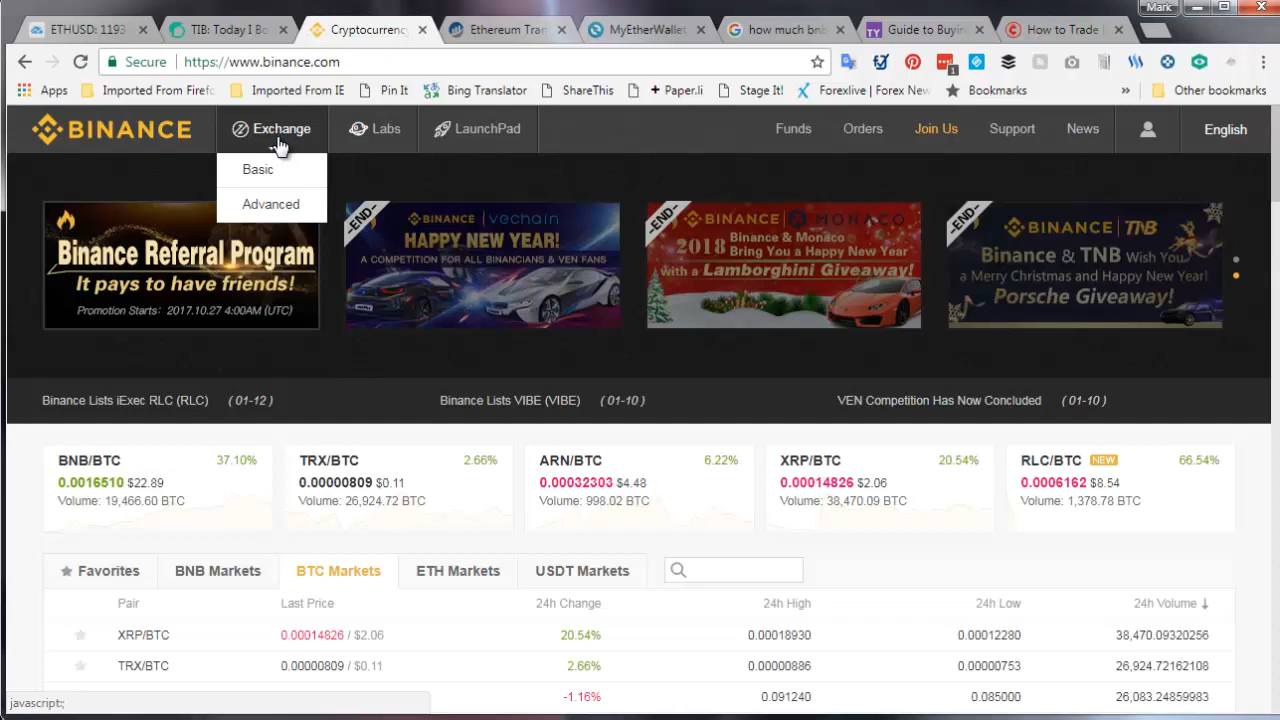 Mark
ETHUSD: 1193
TIB: Today I Bo
Cryptocurrency
Ethereum Tran
MyEtherWallet
how much bnb
Guide to Buyin
How to Trade
Secure https://www.binance.com
Apps Imported From Firefo Imported From IE Pin It Bing Translator ShareThis + Paper.li Stage It! Forexlive | Forex New Bookmarks » Other bookmarks
BINANCE Exchange Labs LaunchPad Funds Orders Join Us Support News English
Basic
Advanced
Binance Referral Program
It pays to have friends!
Promotion Starts: 2017.10.27 4:00AM (UTC)
-END-
BINANCE vechain
HAPPY NEW YEAR!
A COMPETITION FOR ALL BINANCIANS & VEN FANS
-END-
BINANCE MONACO
2018 Binance & Monaco
Bring You a Happy New Year
with a Lamborghini Giveaway!
-END-
BINANCE TNB
Binance & TNB Wish You
a Merry Christmas and Happy New Year!
Porsche Giveaway!
Binance Lists iExec RLC (RLC) ( 01-12 ) Binance Lists VIBE (VIBE) ( 01-10 ) VEN Competition Has Now Concluded ( 01-10 )
BNB/BTC 37.10%
0.0016510 $22.89
Volume: 19,466.60 BTC
TRX/BTC 2.66%
0.00000809 $0.11
Volume: 26,924.72 BTC
ARN/BTC 6.22%
0.00032303 $4.48
Volume: 998.02 BTC
XRP/BTC 20.54%
0.00014826 $2.06
Volume: 38,470.09 BTC
RLC/BTC NEW 66.54%
0.0006162 $8.54
Volume: 1,378.78 BTC
Favorites BNB Markets BTC Markets ETH Markets USDT Markets
Pair Last Price 24h Change 24h High 24h Low 24h Volume
XRP/BTC 0.00014826 / $2.06 20.54% 0.00018930 0.00012280 38,470.09320256
TRX/BTC 0.00000809 / $0.11 2.66% 0.00000886 0.00000753 26,924.72162108
-1.16% 0.091240 0.085000 26,083.24859983
javascript:;